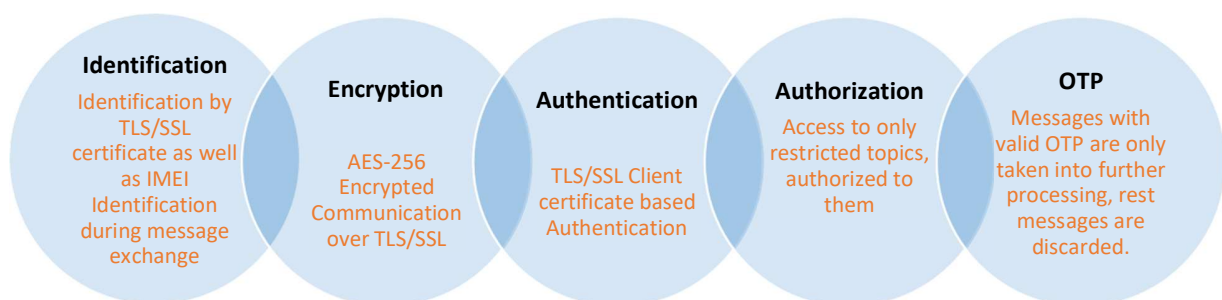 Identification
Identification by
TLS/SSL
certificate as well
as IMEI
Identification
during message
exchange
Encryption
AES-256
Encrypted
Communication
over TLS/SSL
Authentication
TLS/SSL Client
certificate based
Authentication
Authorization
Access to only
restricted topics,
authorized to
them
OTP
Messages with
valid OTP are only
taken into further
processing, rest
messages are
discarded.